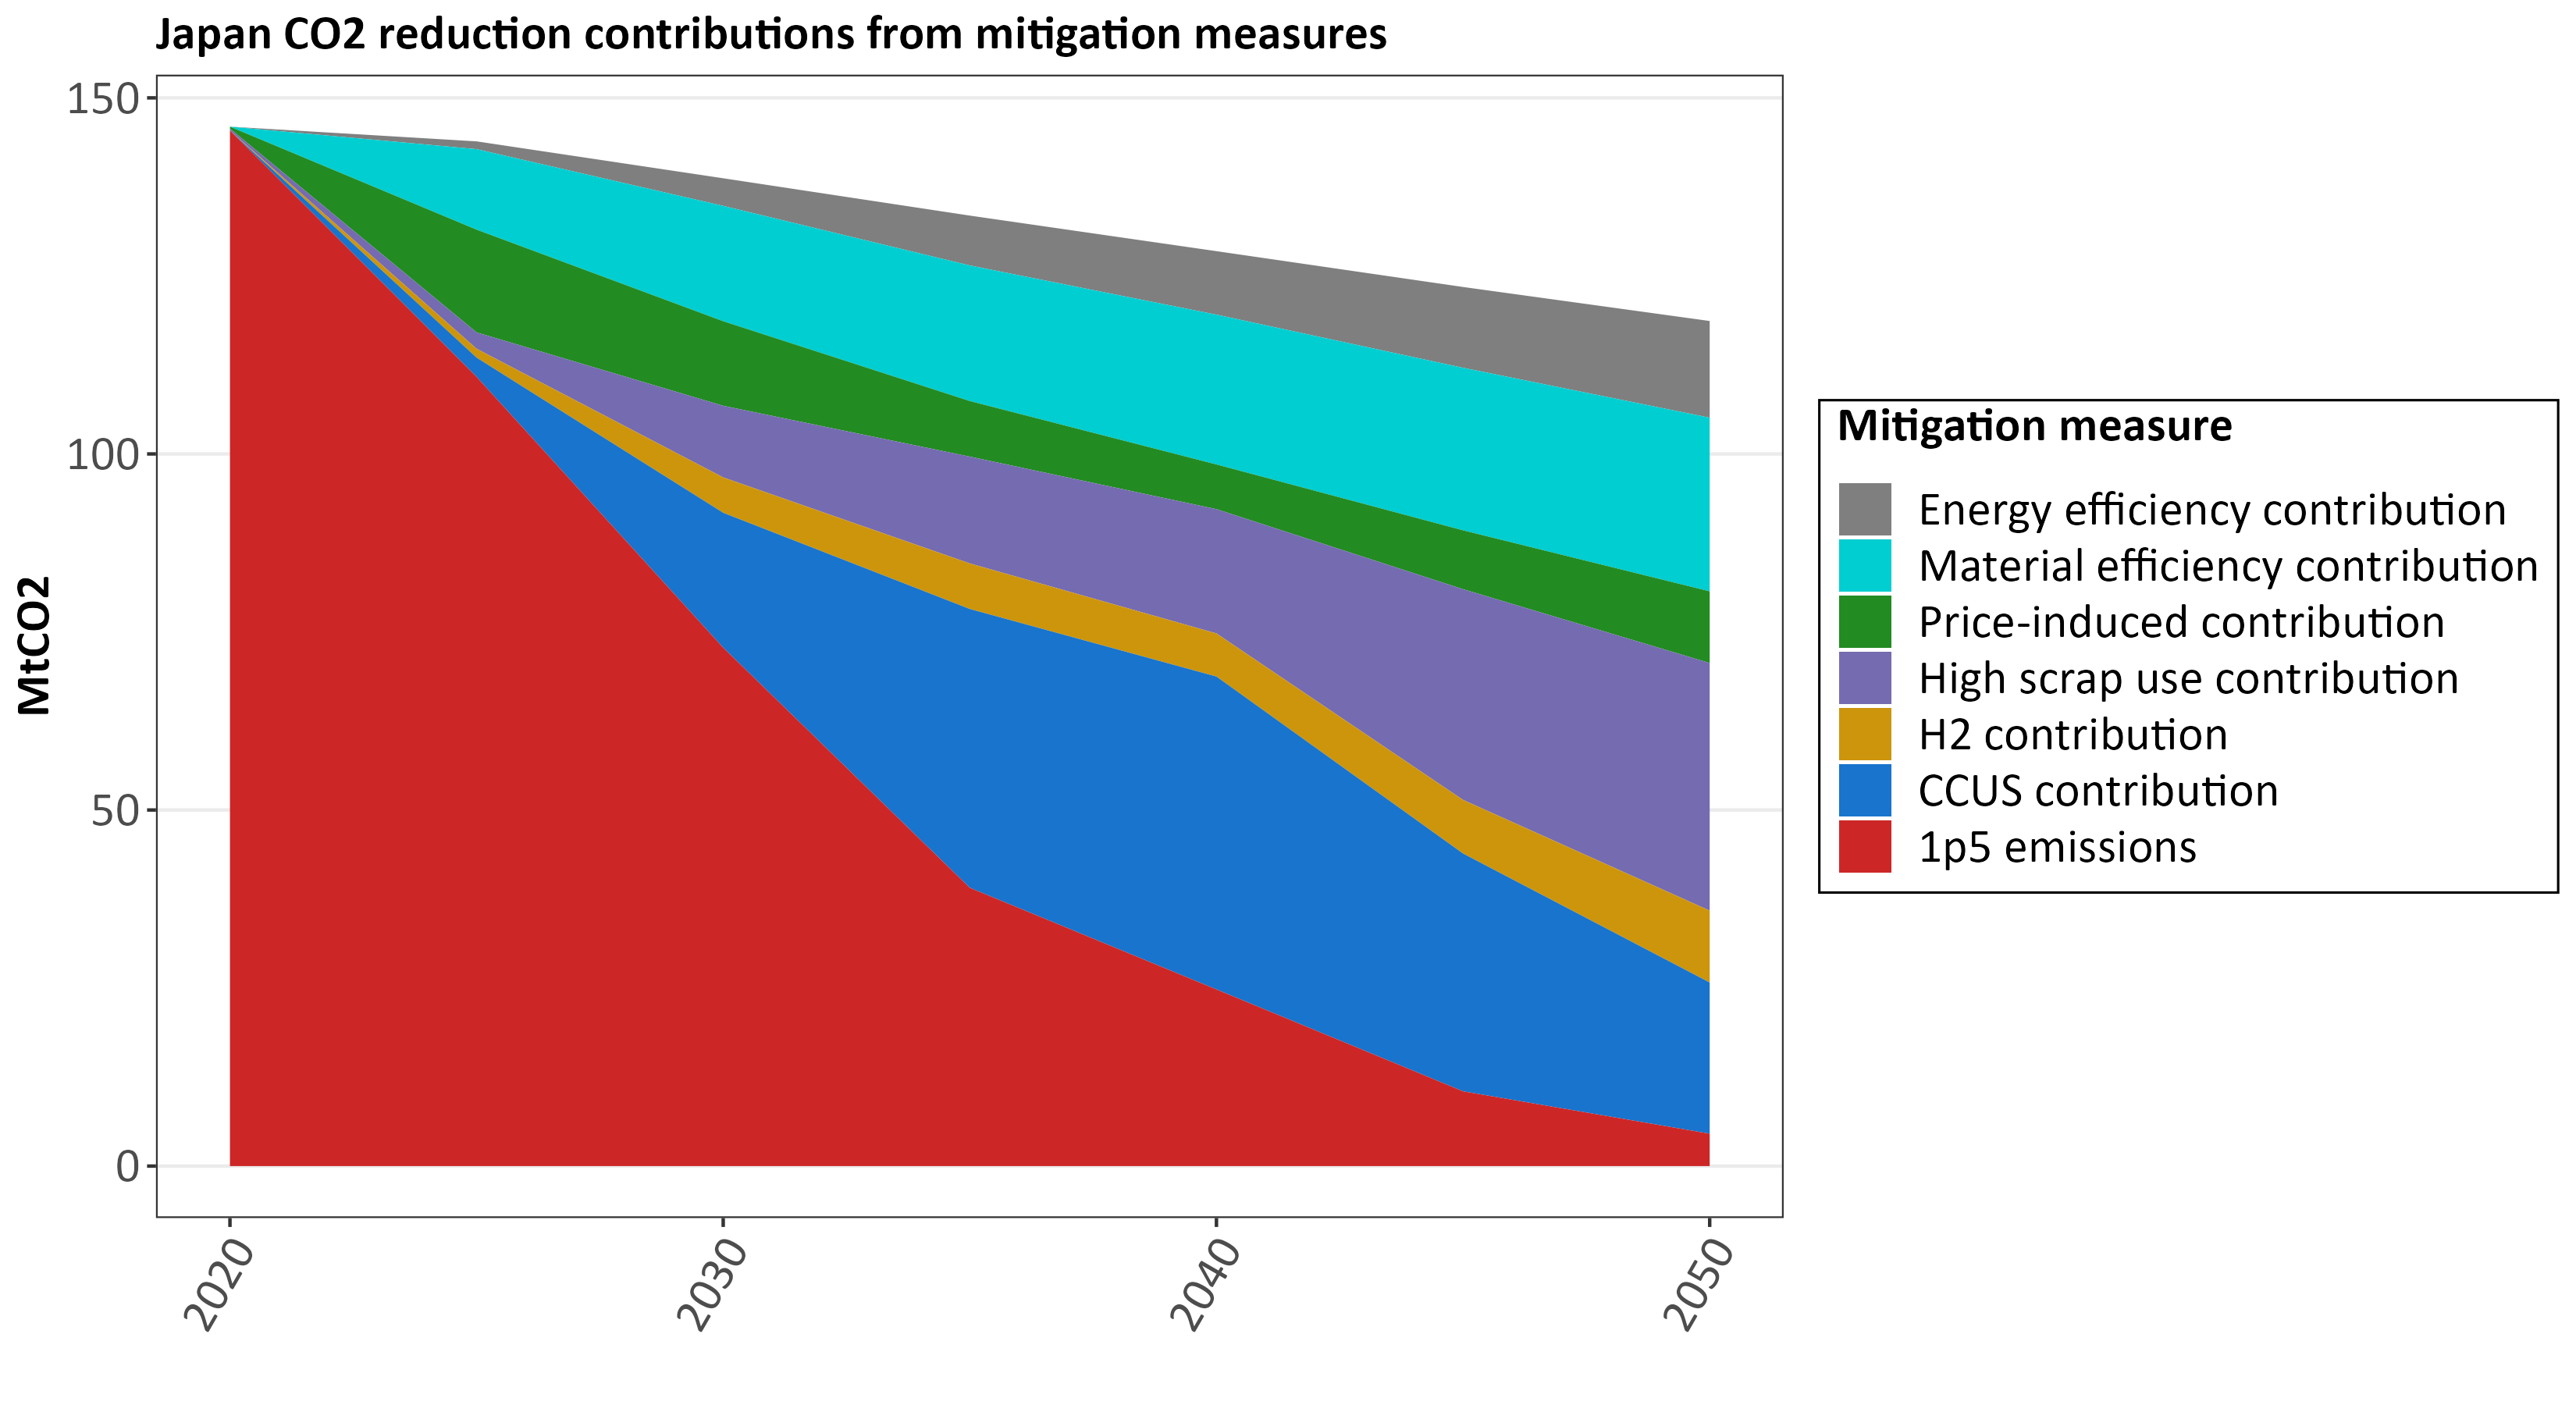 Japan CO2 reduction contributions from mitigation measures
150
100
50
0
MtCO2
2020
2030
2040
2050
Mitigation measure
Energy efficiency contribution
Material efficiency contribution
Price-induced contribution
High scrap use contribution
H2 contribution
CCUS contribution
1p5 emissions